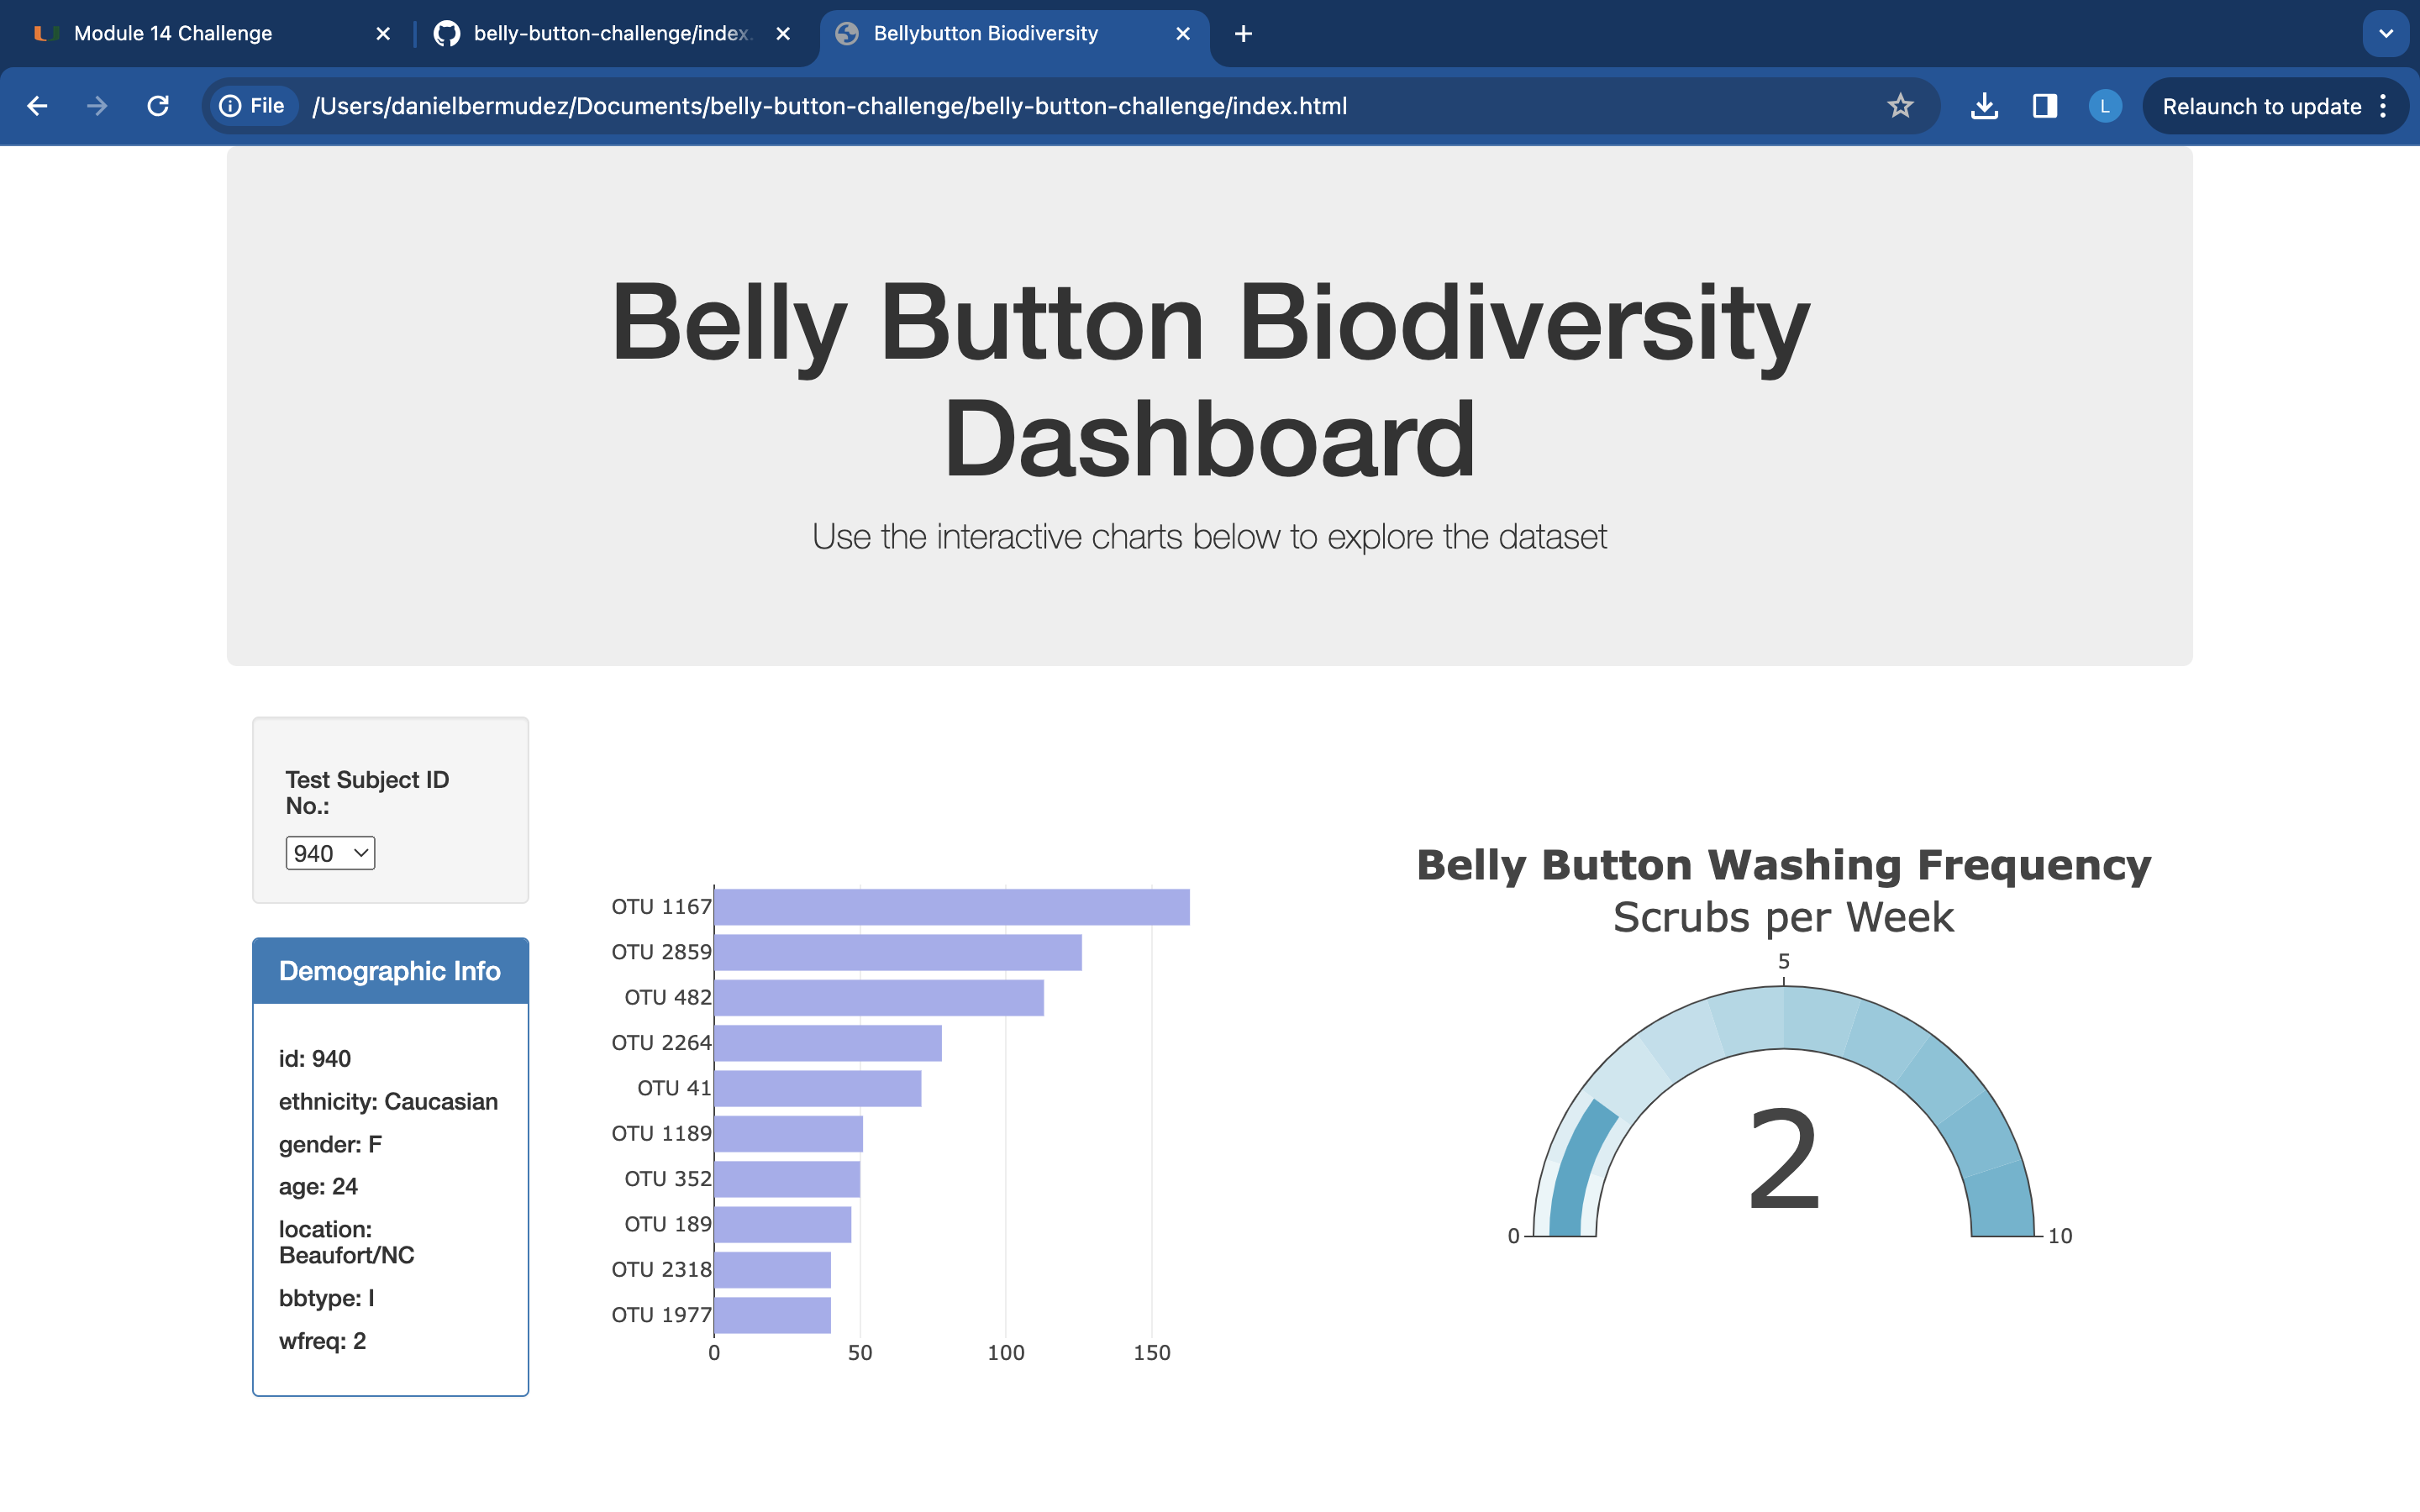 Module 14 Challenge
belly-button-challenge/index.
Bellybutton Biodiversity
File
/Users/danielbermudez/Documents/belly-button-challenge/belly-button-challenge/index.html
L
Relaunch to update
Belly Button Biodiversity
Dashboard
Use the interactive charts below to explore the dataset
Test Subject ID
No.:
940
Demographic Info
id: 940
ethnicity: Caucasian
gender: F
age: 24
location:
Beaufort/NC
bbtype: I
wfreq: 2
OTU 1167
OTU 2859
OTU 482
OTU 2264
OTU 41
OTU 1189
OTU 352
OTU 189
OTU 2318
OTU 1977
0 50 100 150
Belly Button Washing Frequency
Scrubs per Week
5
2
0 10